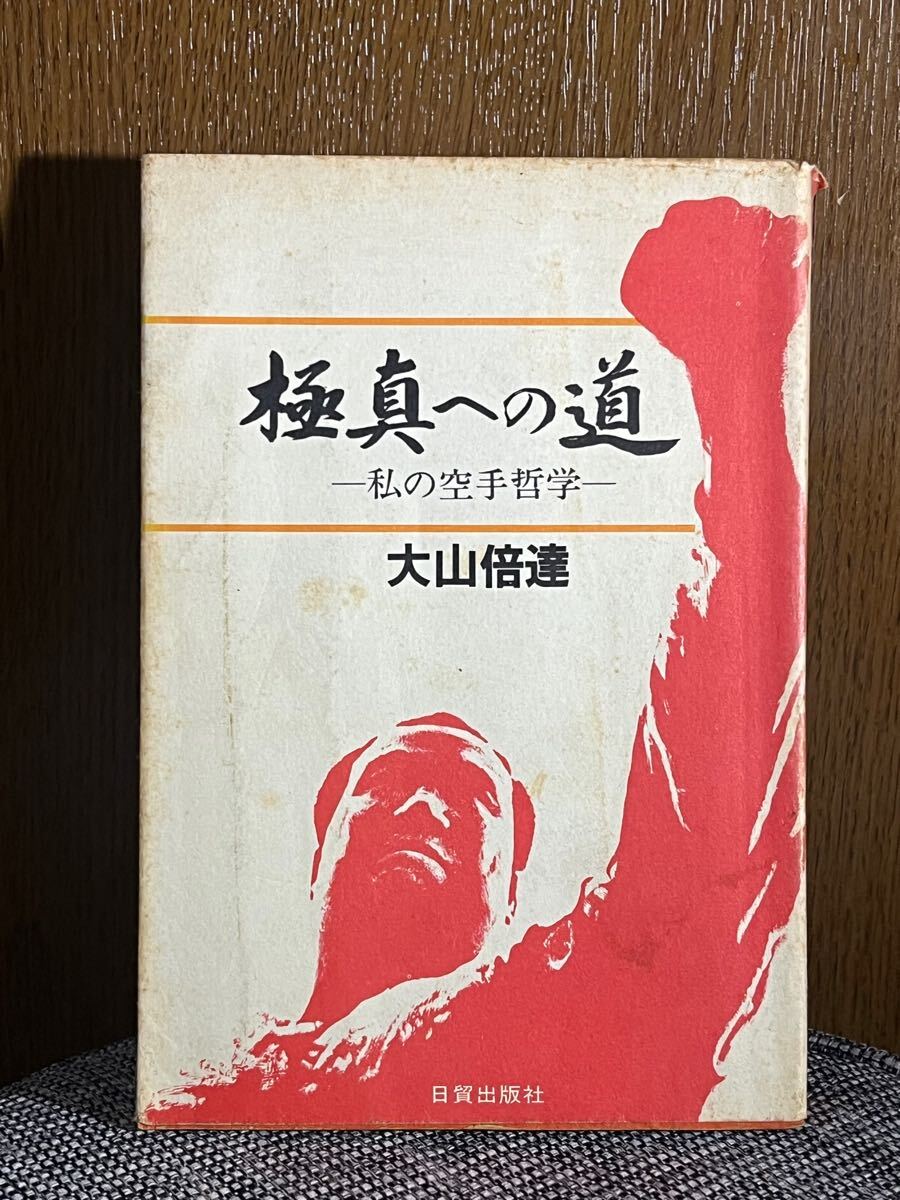 極真への道
―私の空手哲学―
大山倍達
日貿出版社